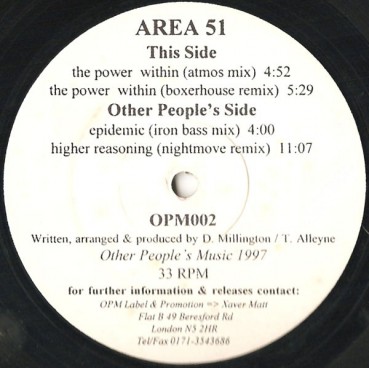 AREA 51
This Side
the power within (atmos mix) 4:52
the power within (boxerhouse remix) 5:29
Other People's Side
epidemic (iron bass mix) 4:00
higher reasoning (nightmove remix) 11:07
OPM002
Written, arranged & produced by D. Millington / T. Alleyne
Other People's Music 1997
33 RPM
for further information & releases contact:
OPM Label & Promotion => Xaver Matt
Flat B 49 Beresford Rd
London N5 2HR
Tel/Fax 0171-3543686